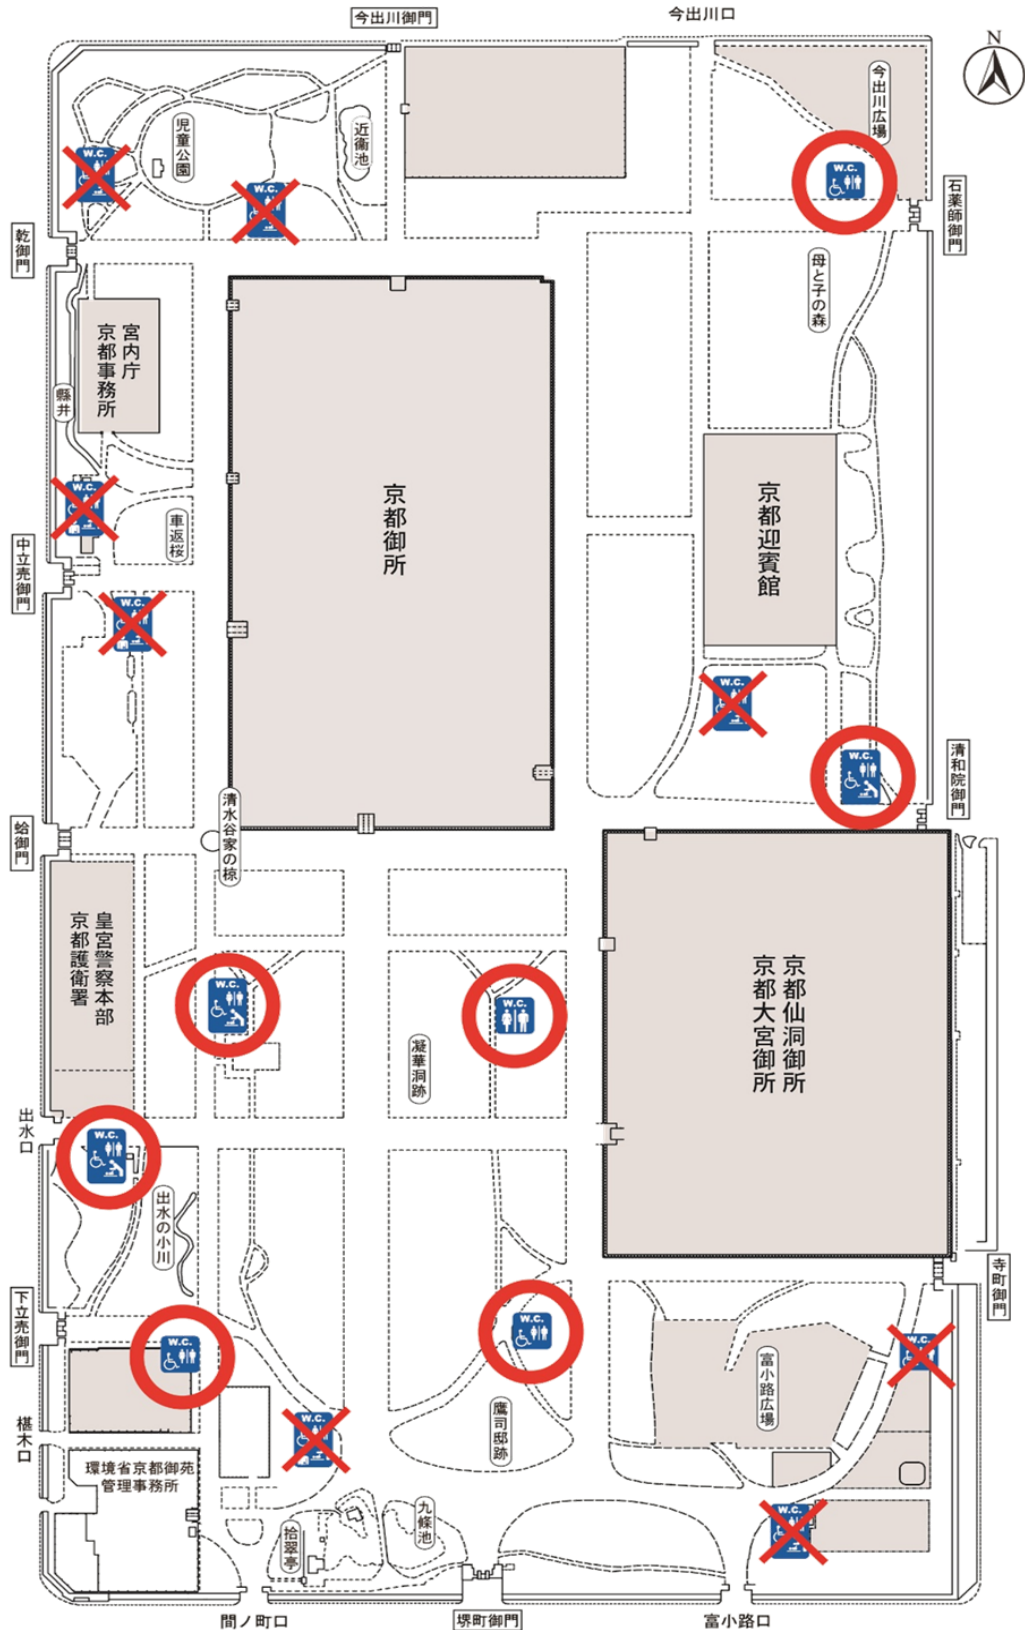 今出川御門
今出川口
N
今出川広場
児童公園
近衞池
W.C.
W.C.
W.C.
石薬師御門
乾御門
母と子の森
宮内庁
京都事務所
縣井
京都御所
京都迎賓館
W.C.
車返桜
中立売御門
W.C.
W.C.
清和院御門
W.C.
清水谷家の椋
蛤御門
皇宮警察本部
京都護衛署
京都仙洞御所
京都大宮御所
W.C.
W.C.
凝華洞跡
出水口
W.C.
出水の小川
寺町御門
下立売御門
W.C.
W.C.
W.C.
富小路広場
鷹司邸跡
W.C.
椹木口
環境省京都御苑
管理事務所
九條池
拾翠亭
W.C.
間ノ町口
堺町御門
富小路口